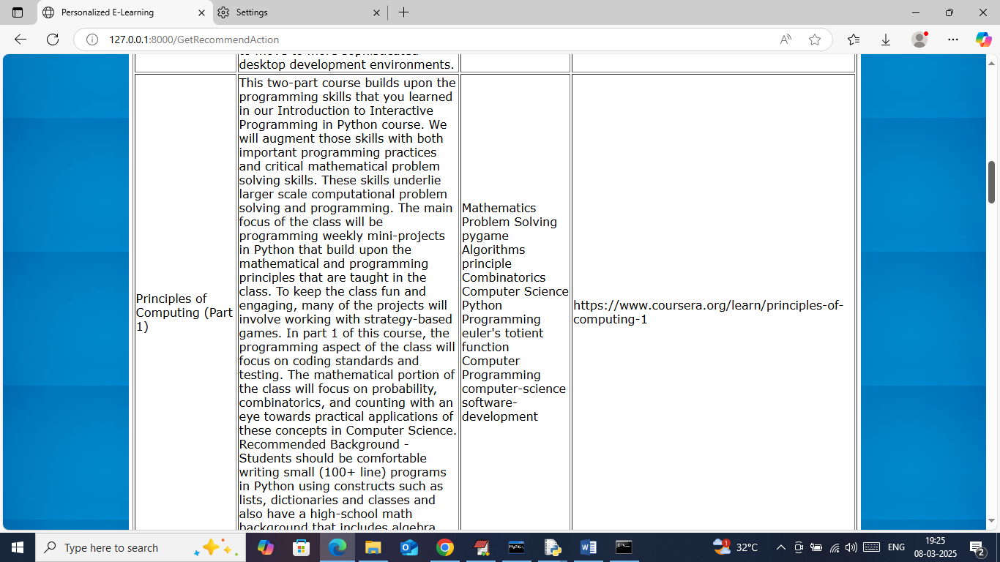 Personalized E-Learning
Settings
127.0.0.1:8000/GetRecommendAction
to move to more sophisticated
desktop development environments.
Principles of
Computing (Part
1)
This two-part course builds upon the
programming skills that you learned
in our Introduction to Interactive
Programming in Python course. We
will augment those skills with both
important programming practices
and critical mathematical problem
solving skills. These skills underlie
larger scale computational problem
solving and programming. The main
focus of the class will be
programming weekly mini-projects
in Python that build upon the
mathematical and programming
principles that are taught in the
class. To keep the class fun and
engaging, many of the projects will
involve working with strategy-based
games. In part 1 of this course, the
programming aspect of the class will
focus on coding standards and
testing. The mathematical portion of
the class will focus on probability,
combinatorics, and counting with an
eye towards practical applications of
these concepts in Computer Science.
Recommended Background -
Students should be comfortable
writing small (100+ line) programs
in Python using constructs such as
lists, dictionaries and classes and
also have a high-school math
background that includes algebra
Mathematics
Problem Solving
pygame
Algorithms
principle
Combinatorics
Computer Science
Python
Programming
euler's totient
function
Computer
Programming
computer-science
software-
development
https://www.coursera.org/learn/principles-of-
computing-1
Type here to search
1
32°C
ENG
19:25
08-03-2025
2